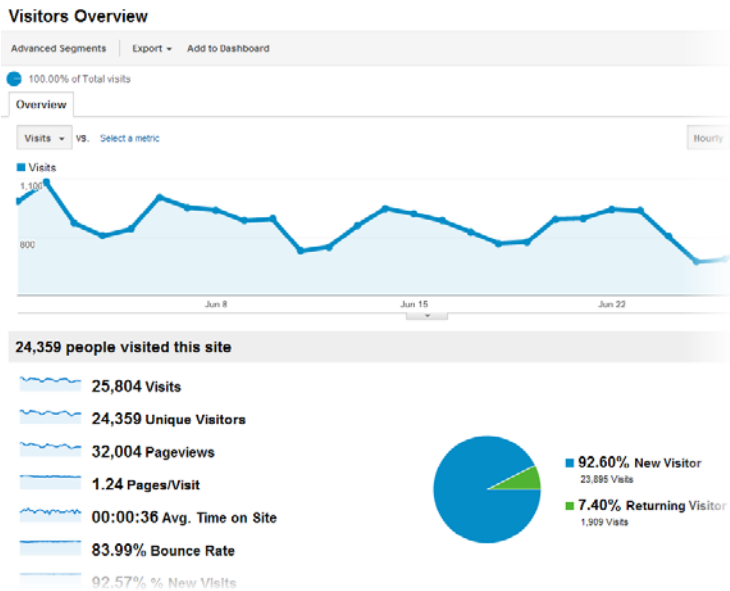 Visitors Overview
Advanced Segments Export Add to Dashboard
100.00% of Total visits
Overview
Visits VS. Select a metric Hourly
Visits
1,100
800
Jun 8 Jun 15 Jun 22
24,359 people visited this site
25,804 Visits
24,359 Unique Visitors
32,004 Pageviews
1.24 Pages/Visit
00:00:36 Avg. Time on Site
83.99% Bounce Rate
92.57% % New Visits
92.60% New Visitor
23,895 Visits
7.40% Returning Visitor
1,909 Visits